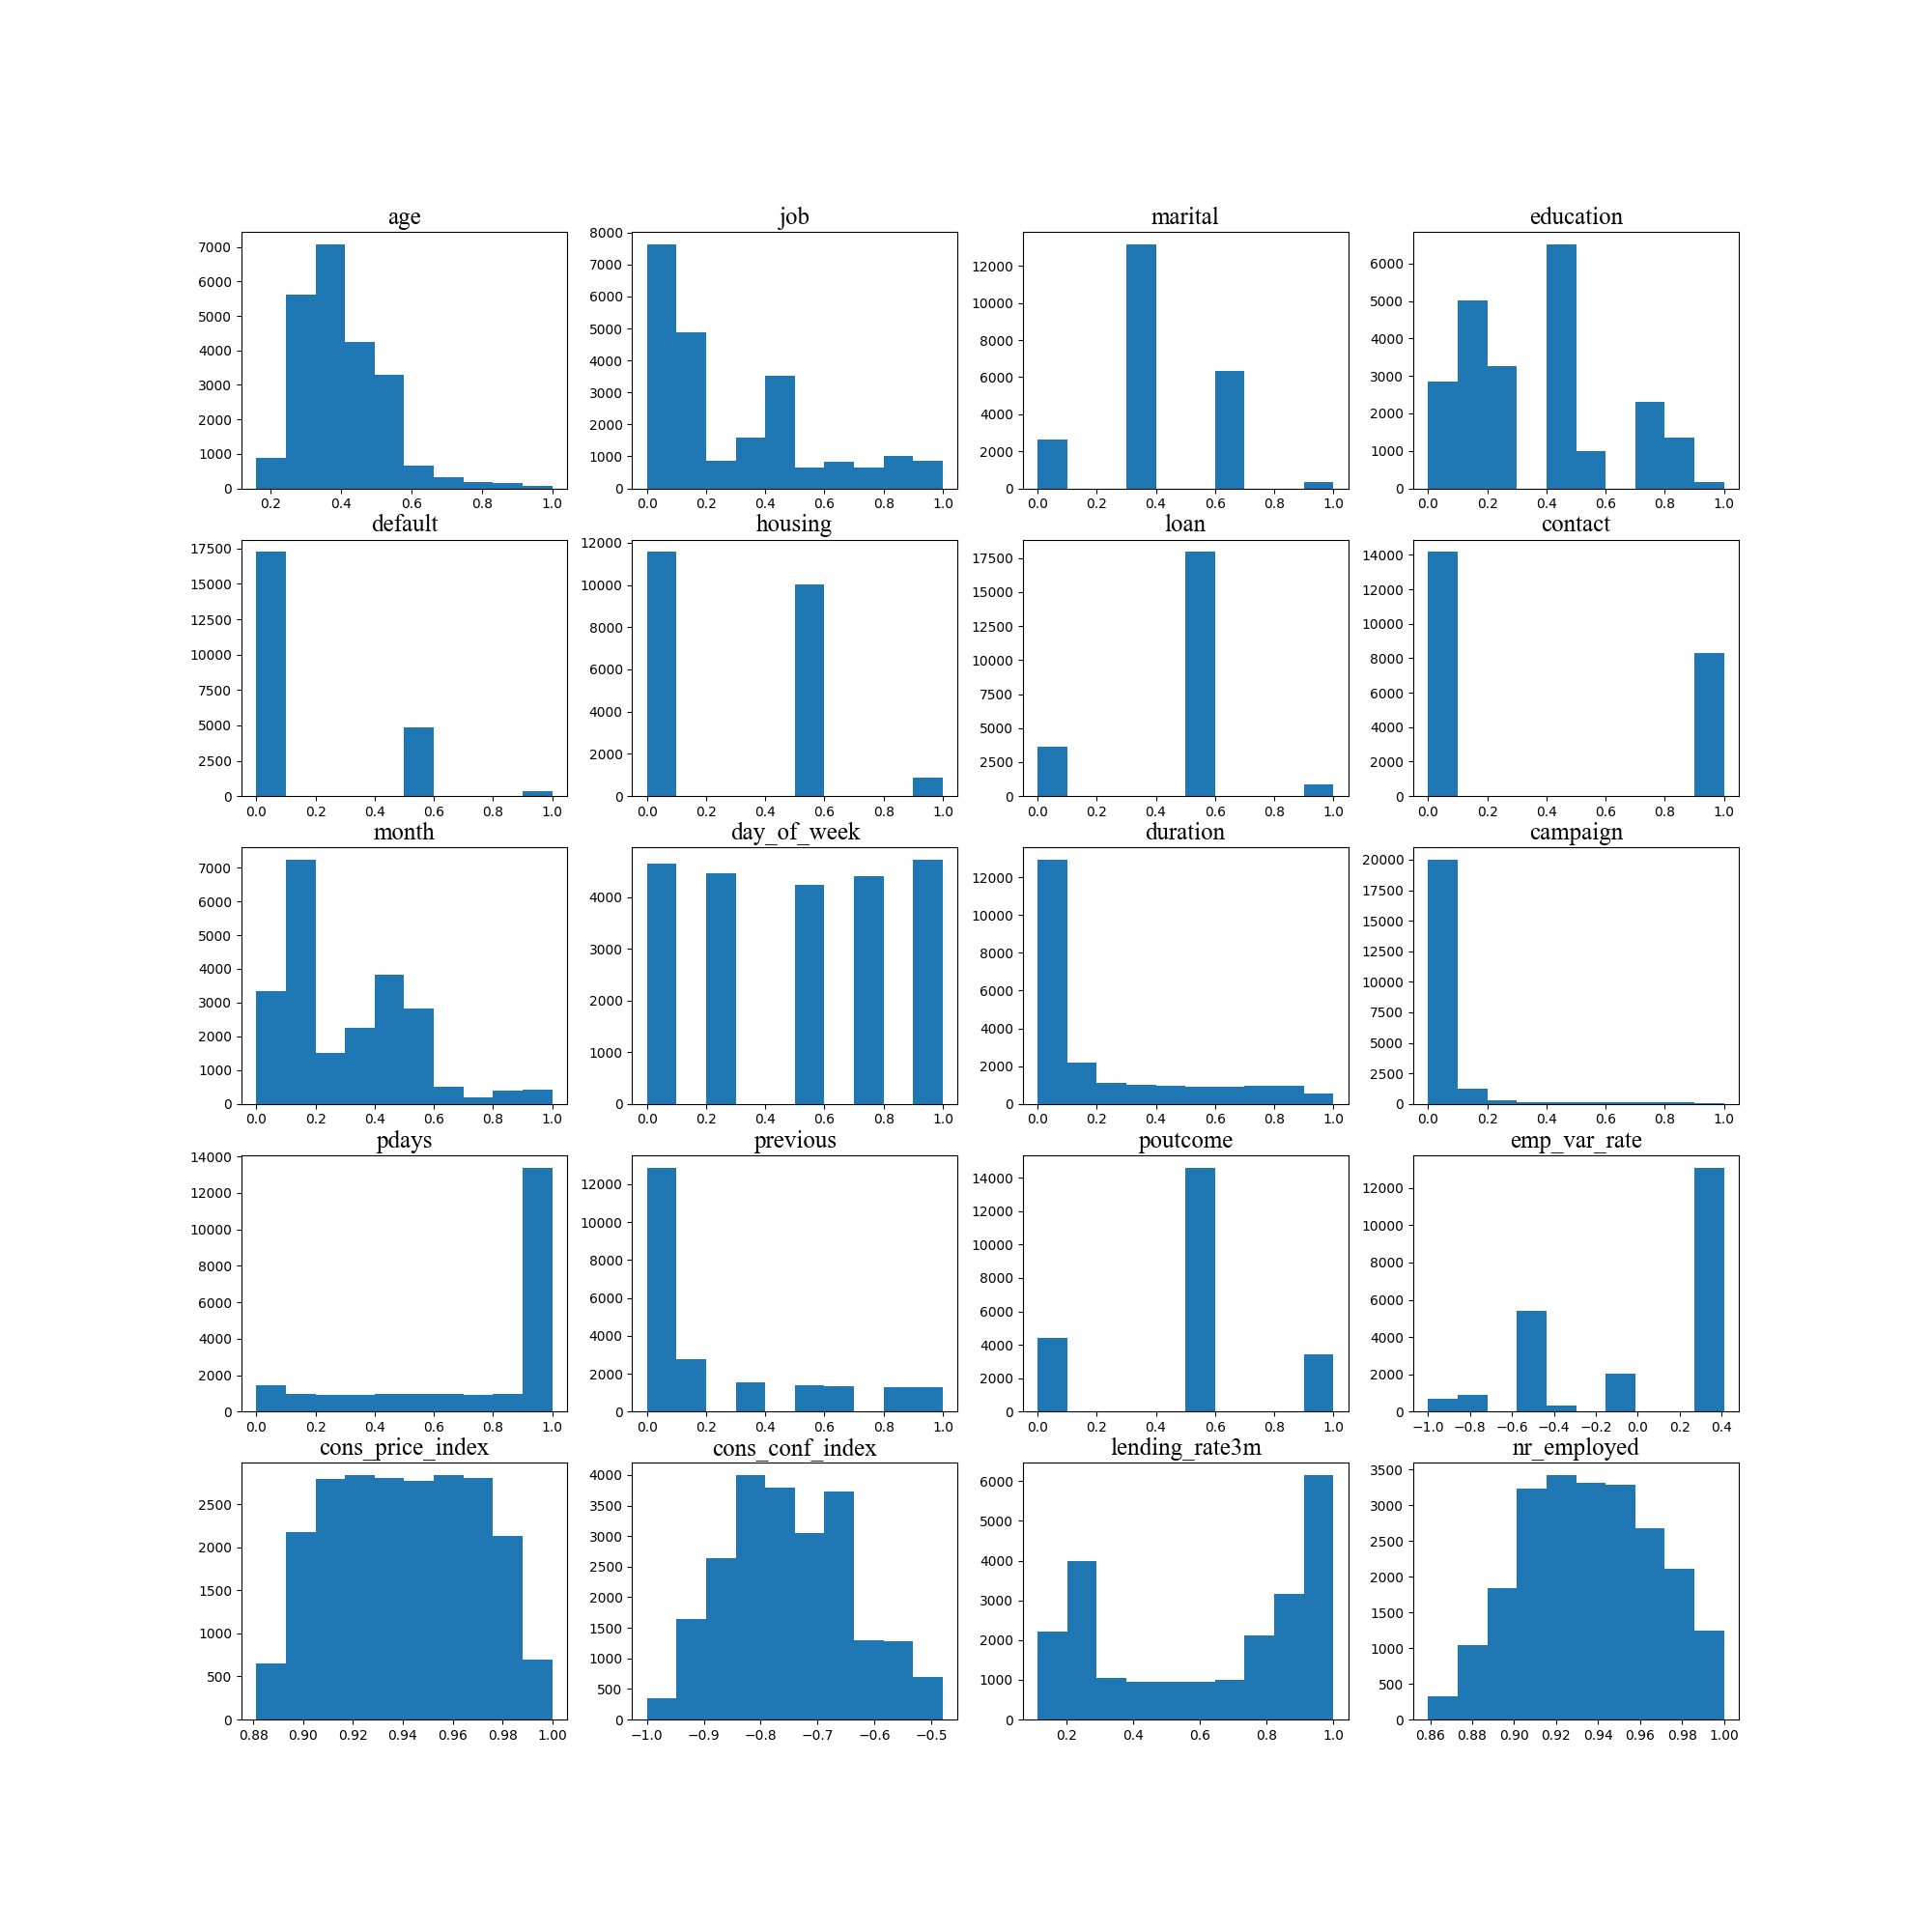 age job marital education
7000 6000 5000 4000 3000 2000 1000 0
0.2 0.4 0.6 0.8 1.0
8000 7000 6000 5000 4000 3000 2000 1000 0
0.0 0.2 0.4 0.6 0.8 1.0
12000 10000 8000 6000 4000 2000 0
0.0 0.2 0.4 0.6 0.8 1.0
6000 5000 4000 3000 2000 1000 0
0.0 0.2 0.4 0.6 0.8 1.0
default housing loan contact
17500 15000 12500 10000 7500 5000 2500 0
0.0 0.2 0.4 0.6 0.8 1.0
12000 10000 8000 6000 4000 2000 0
0.0 0.2 0.4 0.6 0.8 1.0
17500 15000 12500 10000 7500 5000 2500 0
0.0 0.2 0.4 0.6 0.8 1.0
14000 12000 10000 8000 6000 4000 2000 0
0.0 0.2 0.4 0.6 0.8 1.0
month day_of_week duration campaign
7000 6000 5000 4000 3000 2000 1000 0
0.0 0.2 0.4 0.6 0.8 1.0
4000 3000 2000 1000 0
0.0 0.2 0.4 0.6 0.8 1.0
12000 10000 8000 6000 4000 2000 0
0.0 0.2 0.4 0.6 0.8 1.0
20000 17500 15000 12500 10000 7500 5000 2500 0
0.0 0.2 0.4 0.6 0.8 1.0
pdays previous poutcome emp_var_rate
14000 12000 10000 8000 6000 4000 2000 0
0.0 0.2 0.4 0.6 0.8 1.0
12000 10000 8000 6000 4000 2000 0
0.0 0.2 0.4 0.6 0.8 1.0
14000 12000 10000 8000 6000 4000 2000 0
0.0 0.2 0.4 0.6 0.8 1.0
12000 10000 8000 6000 4000 2000 0
−1.0 −0.8 −0.6 −0.4 −0.2 0.0 0.2 0.4
cons_price_index cons_conf_index lending_rate3m nr_employed
2500 2000 1500 1000 500 0
0.88 0.90 0.92 0.94 0.96 0.98 1.00
4000 3500 3000 2500 2000 1500 1000 500 0
−1.0 −0.9 −0.8 −0.7 −0.6 −0.5
6000 5000 4000 3000 2000 1000 0
0.2 0.4 0.6 0.8 1.0
3500 3000 2500 2000 1500 1000 500 0
0.86 0.88 0.90 0.92 0.94 0.96 0.98 1.00